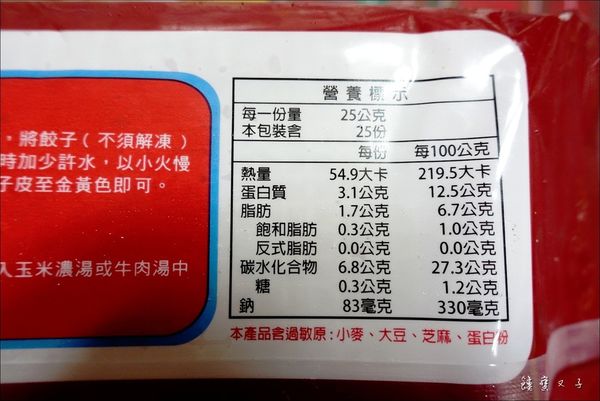 ，將餃子（不須解凍）
時加少許水，以小火慢
子皮至金黃色即可。
入玉米濃湯或牛肉湯中
營養標示
每一份量 25公克
本包裝含 25份
每份 每100公克
熱量 54.9大卡 219.5大卡
蛋白質 3.1公克 12.5公克
脂肪 1.7公克 6.7公克
飽和脂肪 0.3公克 1.0公克
反式脂肪 0.0公克 0.0公克
碳水化合物 6.8公克 27.3公克
糖 0.3公克 1.2公克
鈉 83毫克 330毫克
本產品含過敏原:小麥、大豆、芝麻、蛋白粉